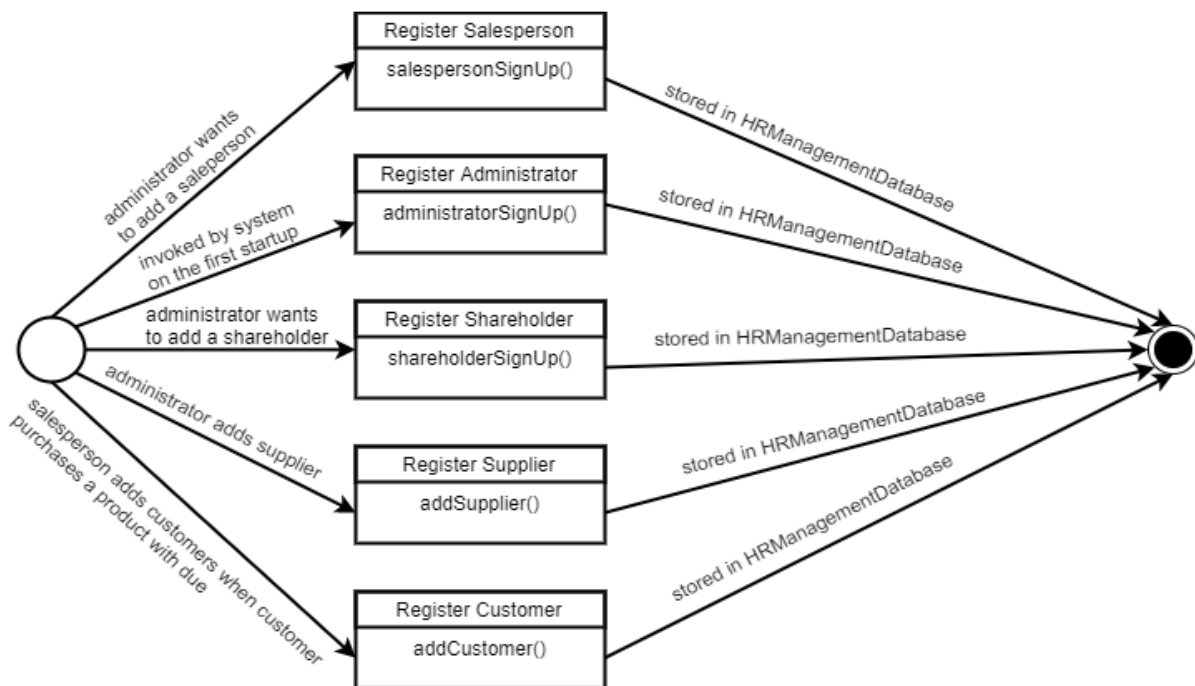 Register Salesperson
salespersonSignUp()
administrator wants
to add a saleperson
stored in HRManagementDatabase
Register Administrator
administratorSignUp()
invoked by system
on the first startup
stored in HRManagementDatabase
administrator wants
to add a shareholder
Register Shareholder
shareholderSignUp()
stored in HRManagementDatabase
administrator adds supplier
Register Supplier
addSupplier()
stored in HRManagementDatabase
salesperson adds customers when customer
purchases a product with due
Register Customer
addCustomer()
stored in HRManagementDatabase